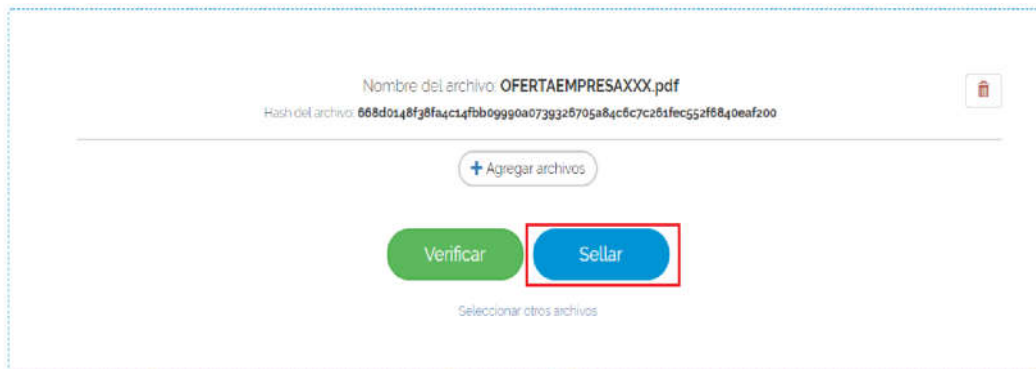 Nombre del archivo: OFERTAEMPRESAXXX.pdf
Hash del archivo: 668d0148f38fa4c14fbb09990a0739326705a84c6c7c261fec552f6840eaf200
+ Agregar archivos
Verificar
Sellar
Seleccionar otros archivos